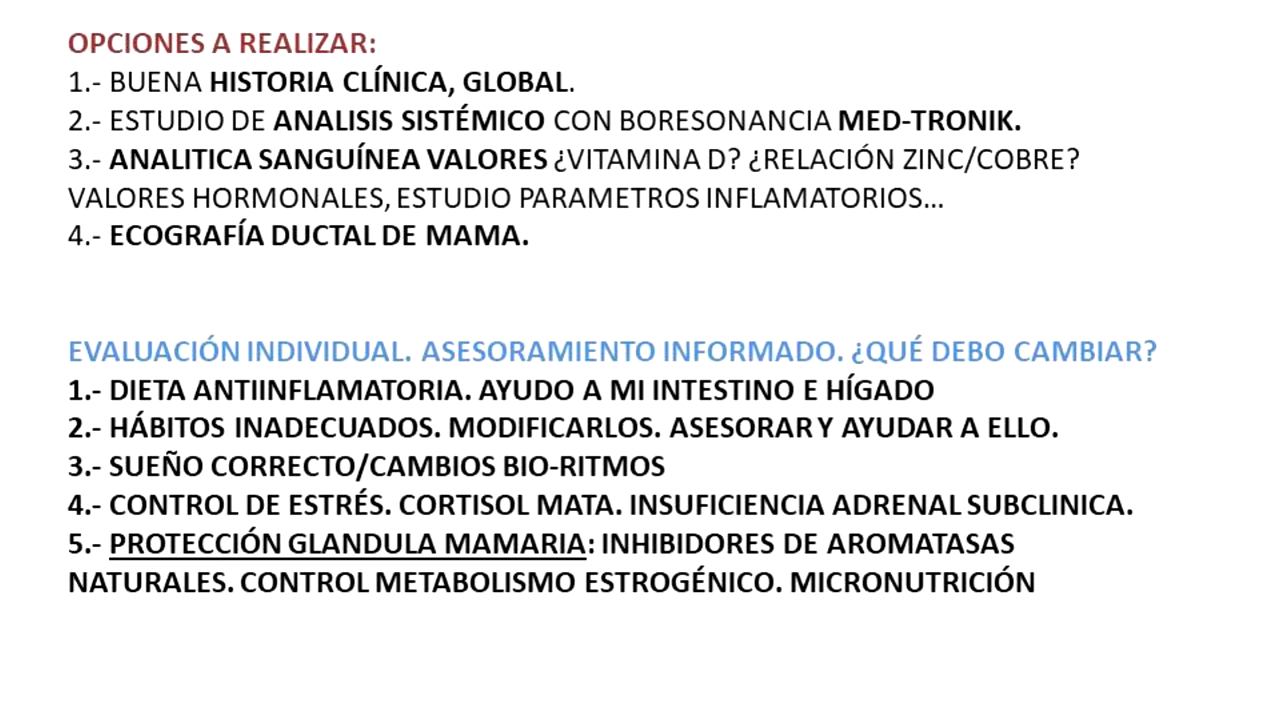 OPCIONES A REALIZAR:
1.- BUENA HISTORIA CLÍNICA, GLOBAL.
2.- ESTUDIO DE ANALISIS SISTÉMICO CON BORESONANCIA MED-TRONIK.
3.- ANALITICA SANGUÍNEA VALORES ¿VITAMINA D? ¿RELACIÓN ZINC/COBRE?
VALORES HORMONALES, ESTUDIO PARAMETROS INFLAMATORIOS...
4.- ECOGRAFÍA DUCTAL DE MAMA.
EVALUACIÓN INDIVIDUAL. ASESORAMIENTO INFORMADO. ¿QUÉ DEBO CAMBIAR?
1.- DIETA ANTIINFLAMATORIA. AYUDO A MI INTESTINO E HÍGADO
2.- HÁBITOS INADECUADOS. MODIFICARLOS. ASESORAR Y AYUDAR A ELLO.
3.- SUEÑO CORRECTO/CAMBIOS BIO-RITMOS
4.- CONTROL DE ESTRÉS. CORTISOL MATA. INSUFICIENCIA ADRENAL SUBCLINICA.
5.- PROTECCIÓN GLANDULA MAMARIA: INHIBIDORES DE AROMATASAS
NATURALES. CONTROL METABOLISMO ESTROGÉNICO. MICRONUTRICIÓN